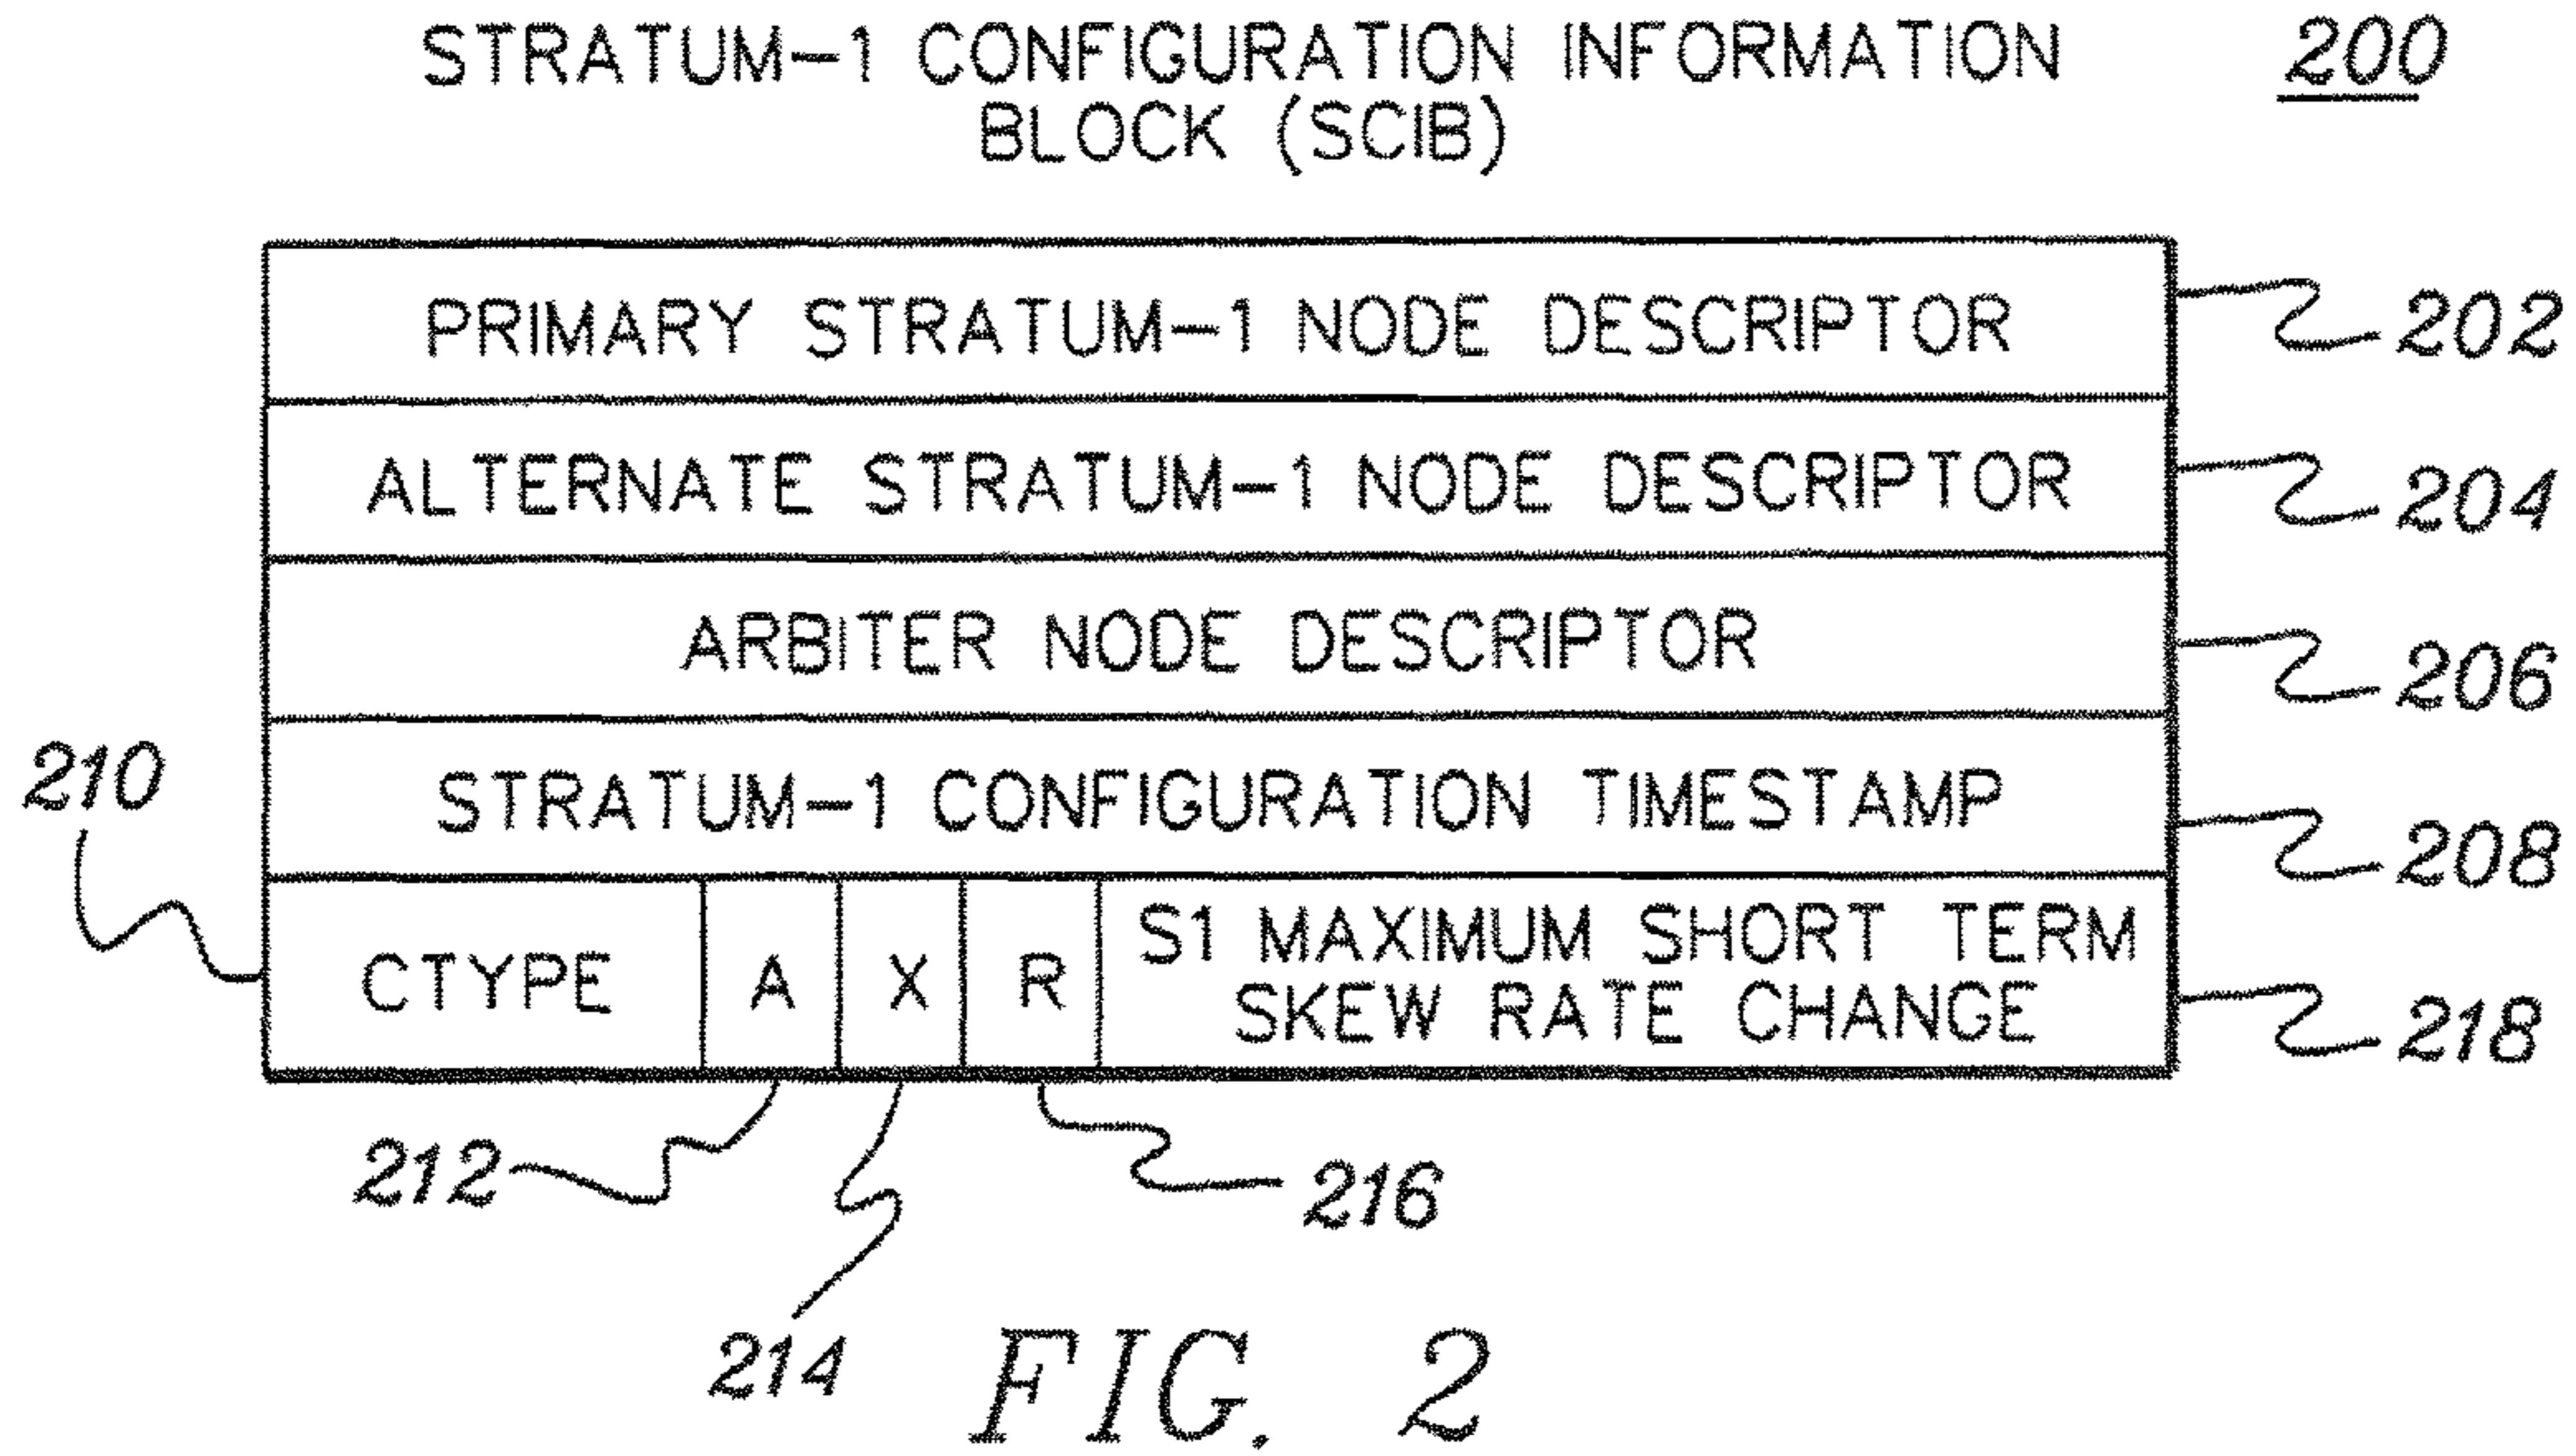 STRATUM-1 CONFIGURATION INFORMATION 200
BLOCK (SCIB)
PRIMARY STRATUM-1 NODE DESCRIPTOR 202
ALTERNATE STRATUM-1 NODE DESCRIPTOR 204
ARBITER NODE DESCRIPTOR 206
210 STRATUM-1 CONFIGURATION TIMESTAMP 208
CTYPE A X R S1 MAXIMUM SHORT TERM
SKEW RATE CHANGE 218
212 216
214
FIG. 2